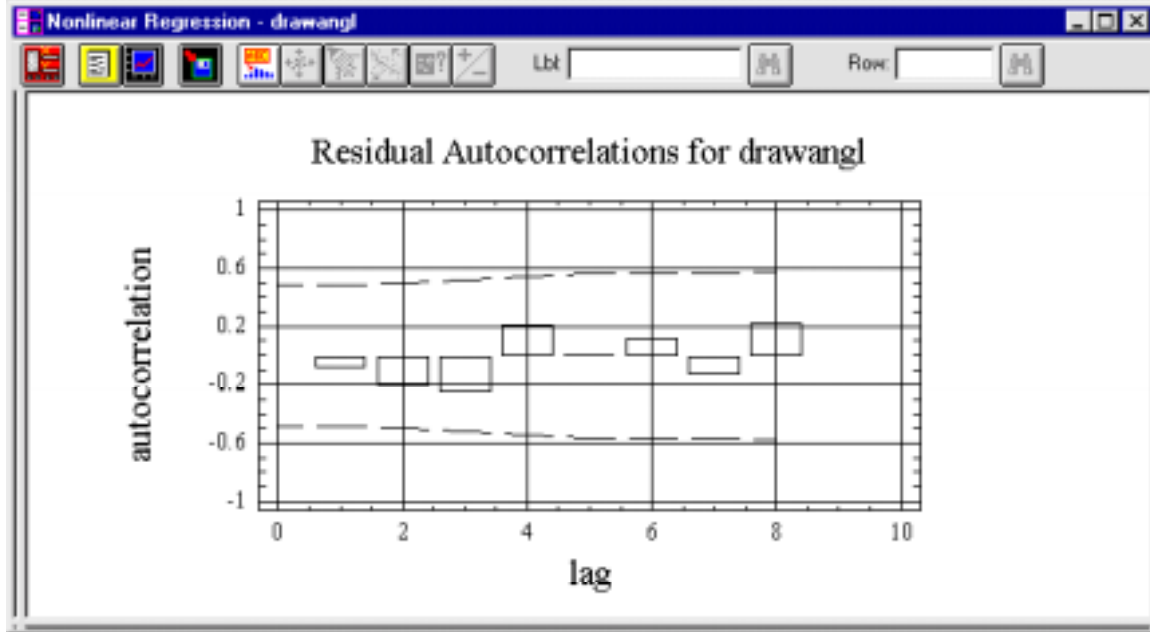 Nonlinear Regression - drawangl
Lbl:
Row:
Residual Autocorrelations for drawangl
autocorrelation
1
0.6
0.2
-0.2
-0.6
-1
0
2
4
6
8
10
lag